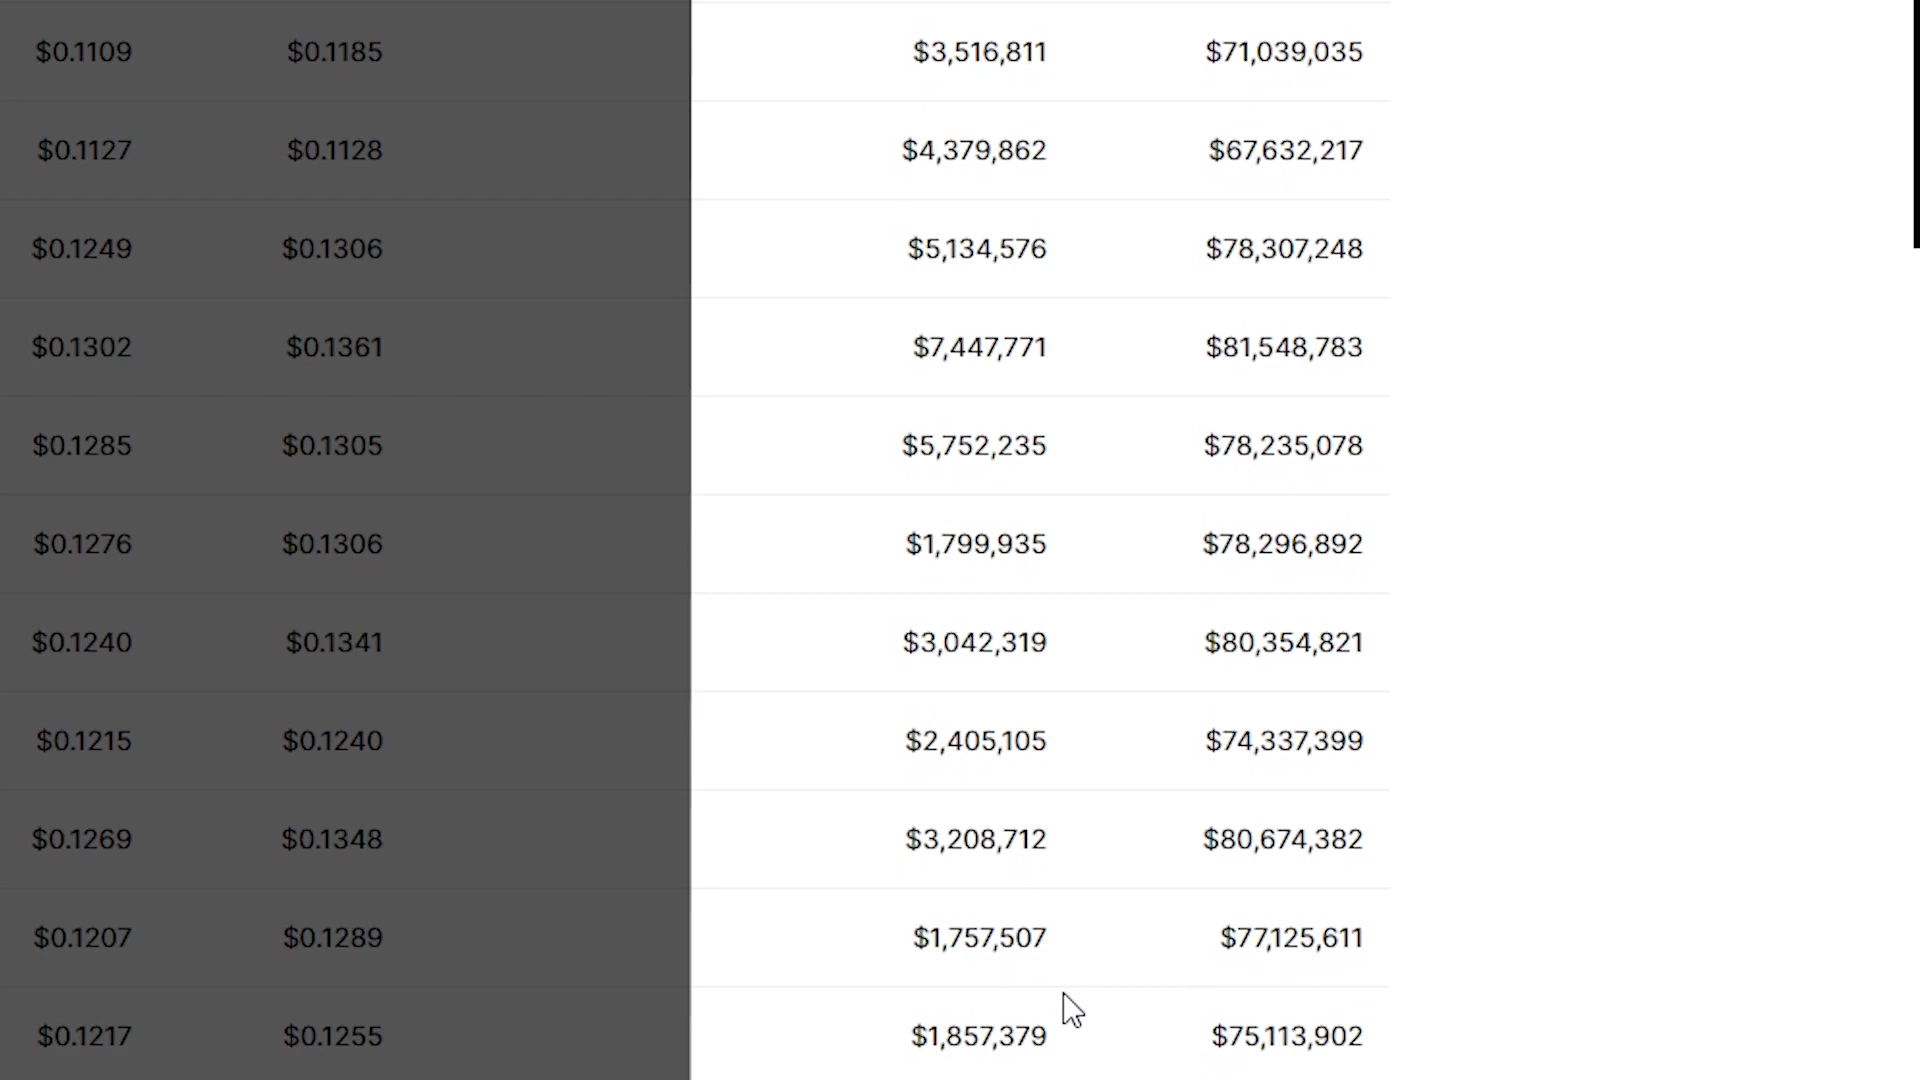 $0.1109 $0.1185 $3,516,811 $71,039,035
$0.1127 $0.1128 $4,379,862 $67,632,217
$0.1249 $0.1306 $5,134,576 $78,307,248
$0.1302 $0.1361 $7,447,771 $81,548,783
$0.1285 $0.1305 $5,752,235 $78,235,078
$0.1276 $0.1306 $1,799,935 $78,296,892
$0.1240 $0.1341 $3,042,319 $80,354,821
$0.1215 $0.1240 $2,405,105 $74,337,399
$0.1269 $0.1348 $3,208,712 $80,674,382
$0.1207 $0.1289 $1,757,507 $77,125,611
$0.1217 $0.1255 $1,857,379 $75,113,902